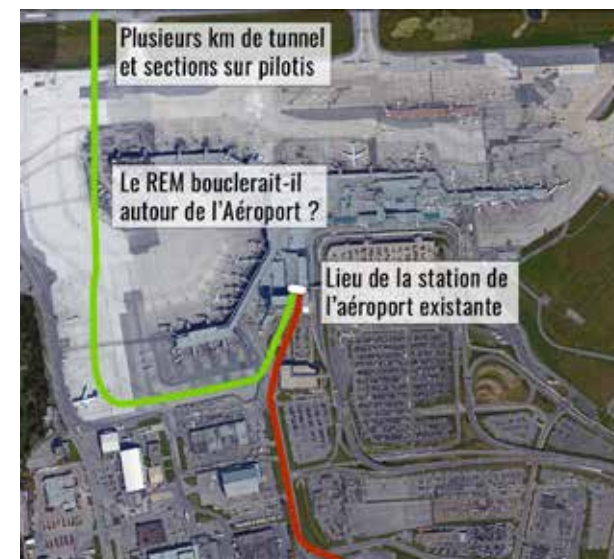 Plusieurs km de tunnel
et sections sur pilotis
Le REM bouclerait-il
autour de l'Aéroport ?
Lieu de la station de
l'aéroport existante